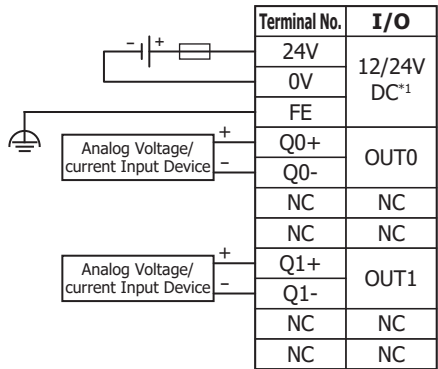 Terminal No. I/O
– + 24V
12/24V
DC*1
0V
FE
+ Q0+
Analog Voltage/
current Input Device
OUT0
– Q0-
NC NC
NC NC
+ Q1+
Analog Voltage/
current Input Device
OUT1
– Q1-
NC NC
NC NC